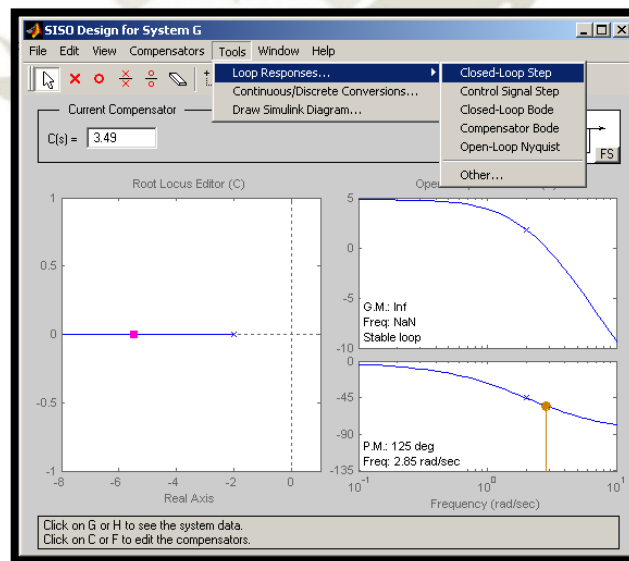 SISO Design for System G
File Edit View Compensators Tools Window Help
Loop Responses...
Continuous/Discrete Conversions...
Draw Simulink Diagram...
Closed-Loop Step
Control Signal Step
Closed-Loop Bode
Compensator Bode
Open-Loop Nyquist
Other...
Current Compensator
C(s) = 3.49
FS
Root Locus Editor (C)
1
0.5
0
-0.5
-1
-8 -6 -4 -2 0
Real Axis
5
0
-5
-10
G.M.: Inf
Freq: NaN
Stable loop
0
-45
-90
-135
P.M.: 125 deg
Freq: 2.85 rad/sec
10^-1 10^0 10^1
Frequency (rad/sec)
Click on G or H to see the system data.
Click on C or F to edit the compensators.